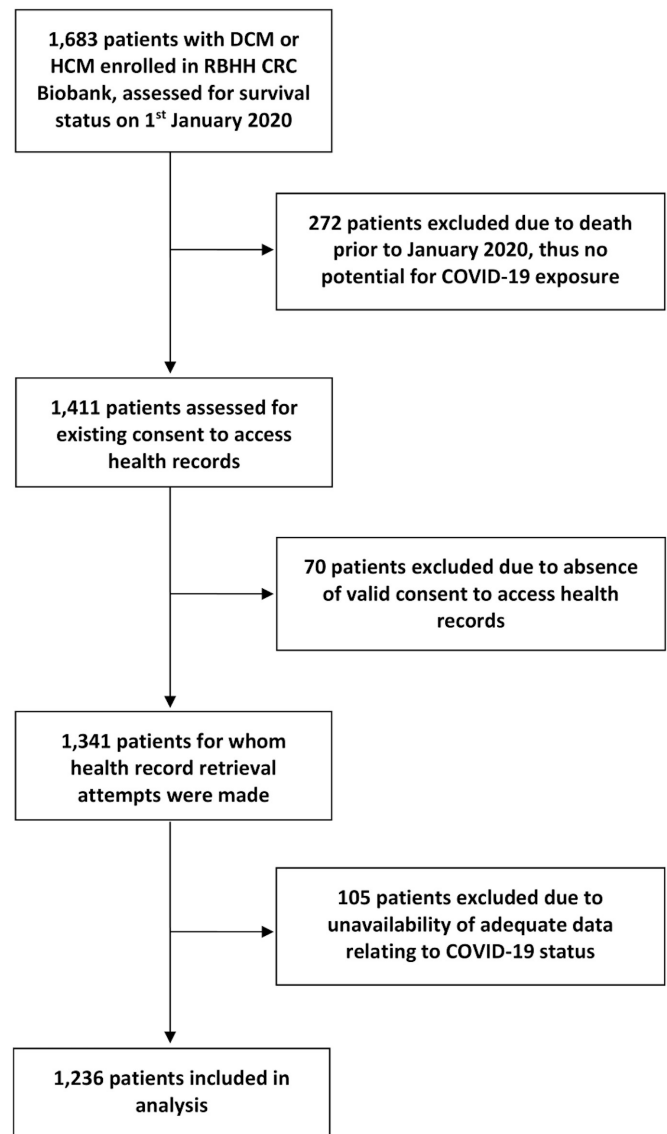 1,683 patients with DCM or
HCM enrolled in RBHH CRC
Biobank, assessed for survival
status on 1st January 2020
272 patients excluded due to death
prior to January 2020, thus no
potential for COVID-19 exposure
1,411 patients assessed for
existing consent to access
health records
70 patients excluded due to absence
of valid consent to access health
records
1,341 patients for whom
health record retrieval
attempts were made
105 patients excluded due to
unavailability of adequate data
relating to COVID-19 status
1,236 patients included in
analysis